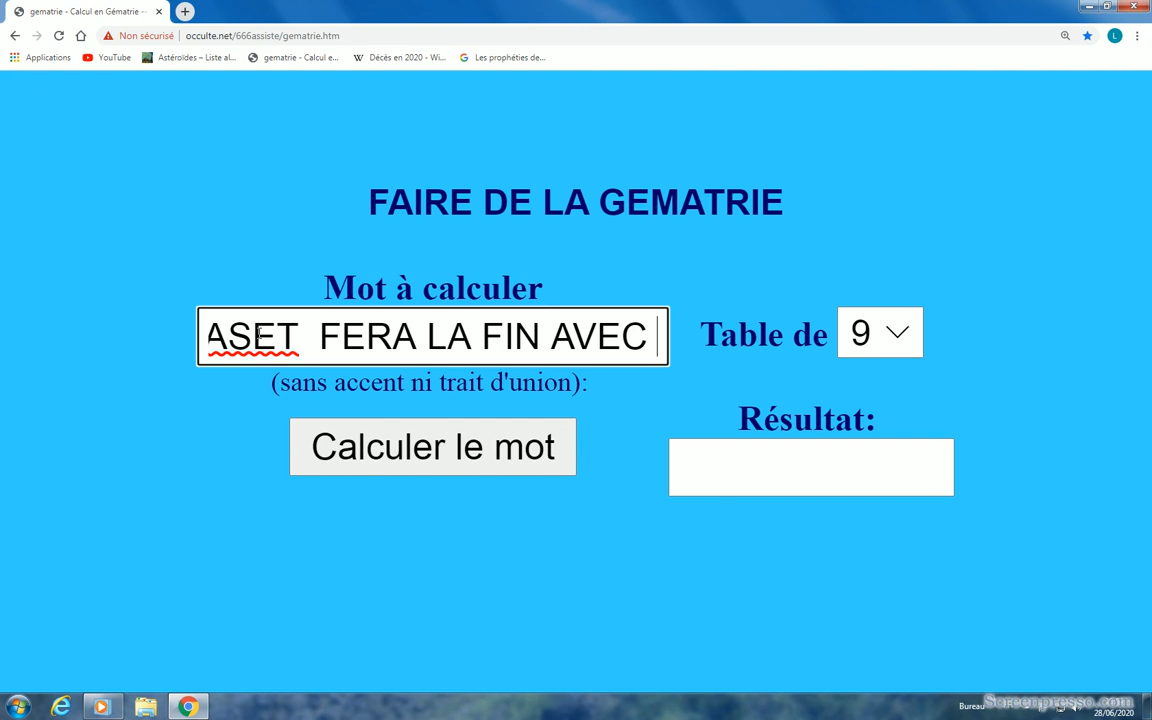 gematrie - Calcul en Gématrie -
Non sécurisé occulte.net/666assiste/gematrie.htm
Applications YouTube Astéroïdes – Liste al... gematrie - Calcul e... Décès en 2020 - Wi... Les prophéties de...
FAIRE DE LA GEMATRIE
Mot à calculer
ASET FERA LA FIN AVEC
Table de 9
(sans accent ni trait d'union):
Calculer le mot
Résultat:
Bureau
Screenpresso.com
28/06/2020